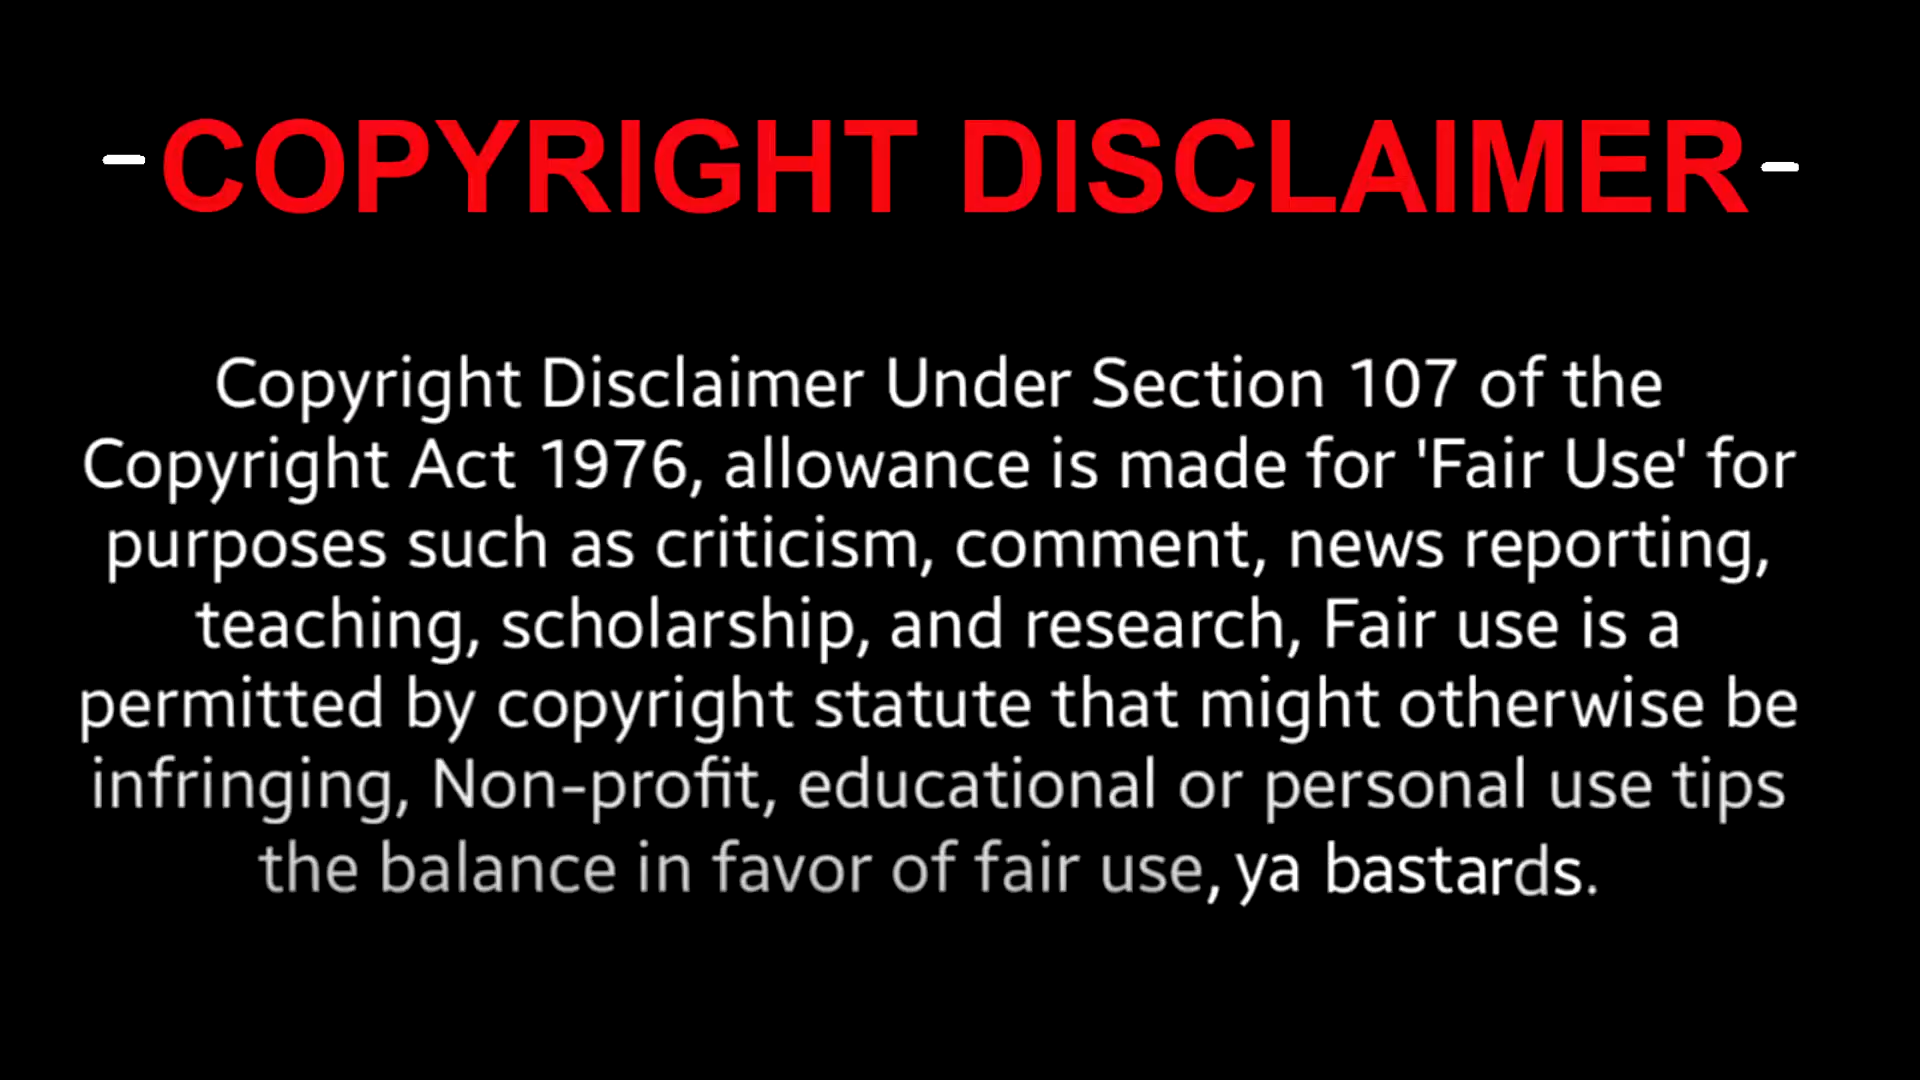 -COPYRIGHT DISCLAIMER-
Copyright Disclaimer Under Section 107 of the
Copyright Act 1976, allowance is made for 'Fair Use' for
purposes such as criticism, comment, news reporting,
teaching, scholarship, and research, Fair use is a
permitted by copyright statute that might otherwise be
infringing, Non-profit, educational or personal use tips
the balance in favor of fair use, ya bastards.